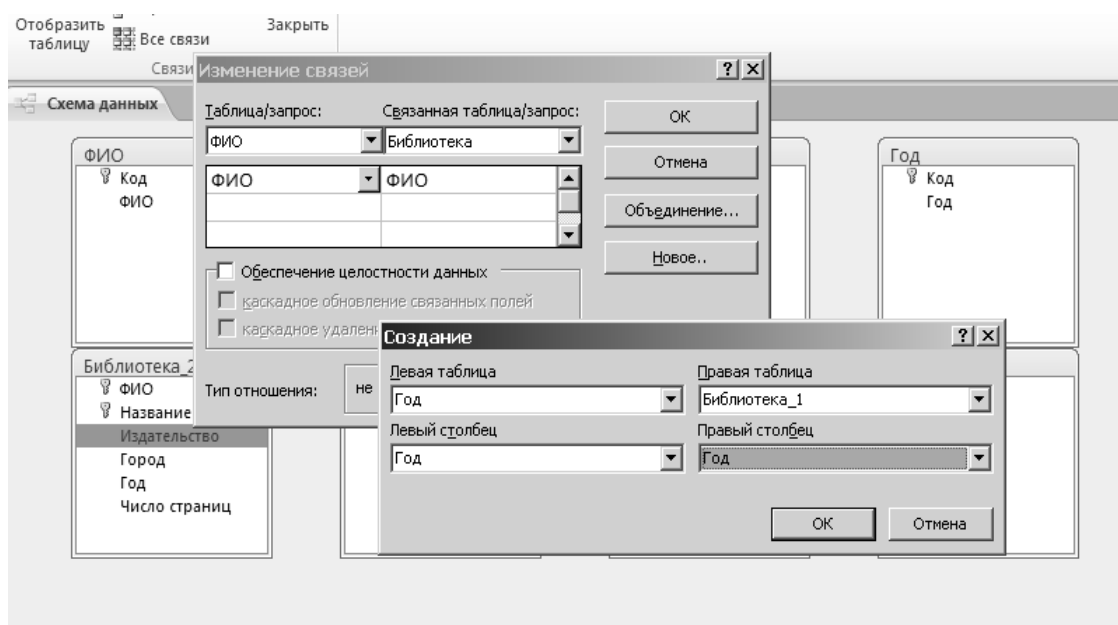 Отобразить
таблицу
Все связи
Закрыть
Связи
Схема данных
Изменение связей
Таблица/запрос:
Связанная таблица/запрос:
ФИО
Библиотека
ФИО
ФИО
Обеспечение целостности данных
каскадное обновление связанных полей
каскадное удален
Тип отношения:
не
ОК
Отмена
Объединение...
Новое..
ФИО
Код
ФИО
Год
Код
Год
Библиотека_2
ФИО
Название
Издательство
Город
Год
Число страниц
Создание
Левая таблица
Правая таблица
Год
Библиотека_1
Левый столбец
Правый столбец
Год
Год
ОК
Отмена